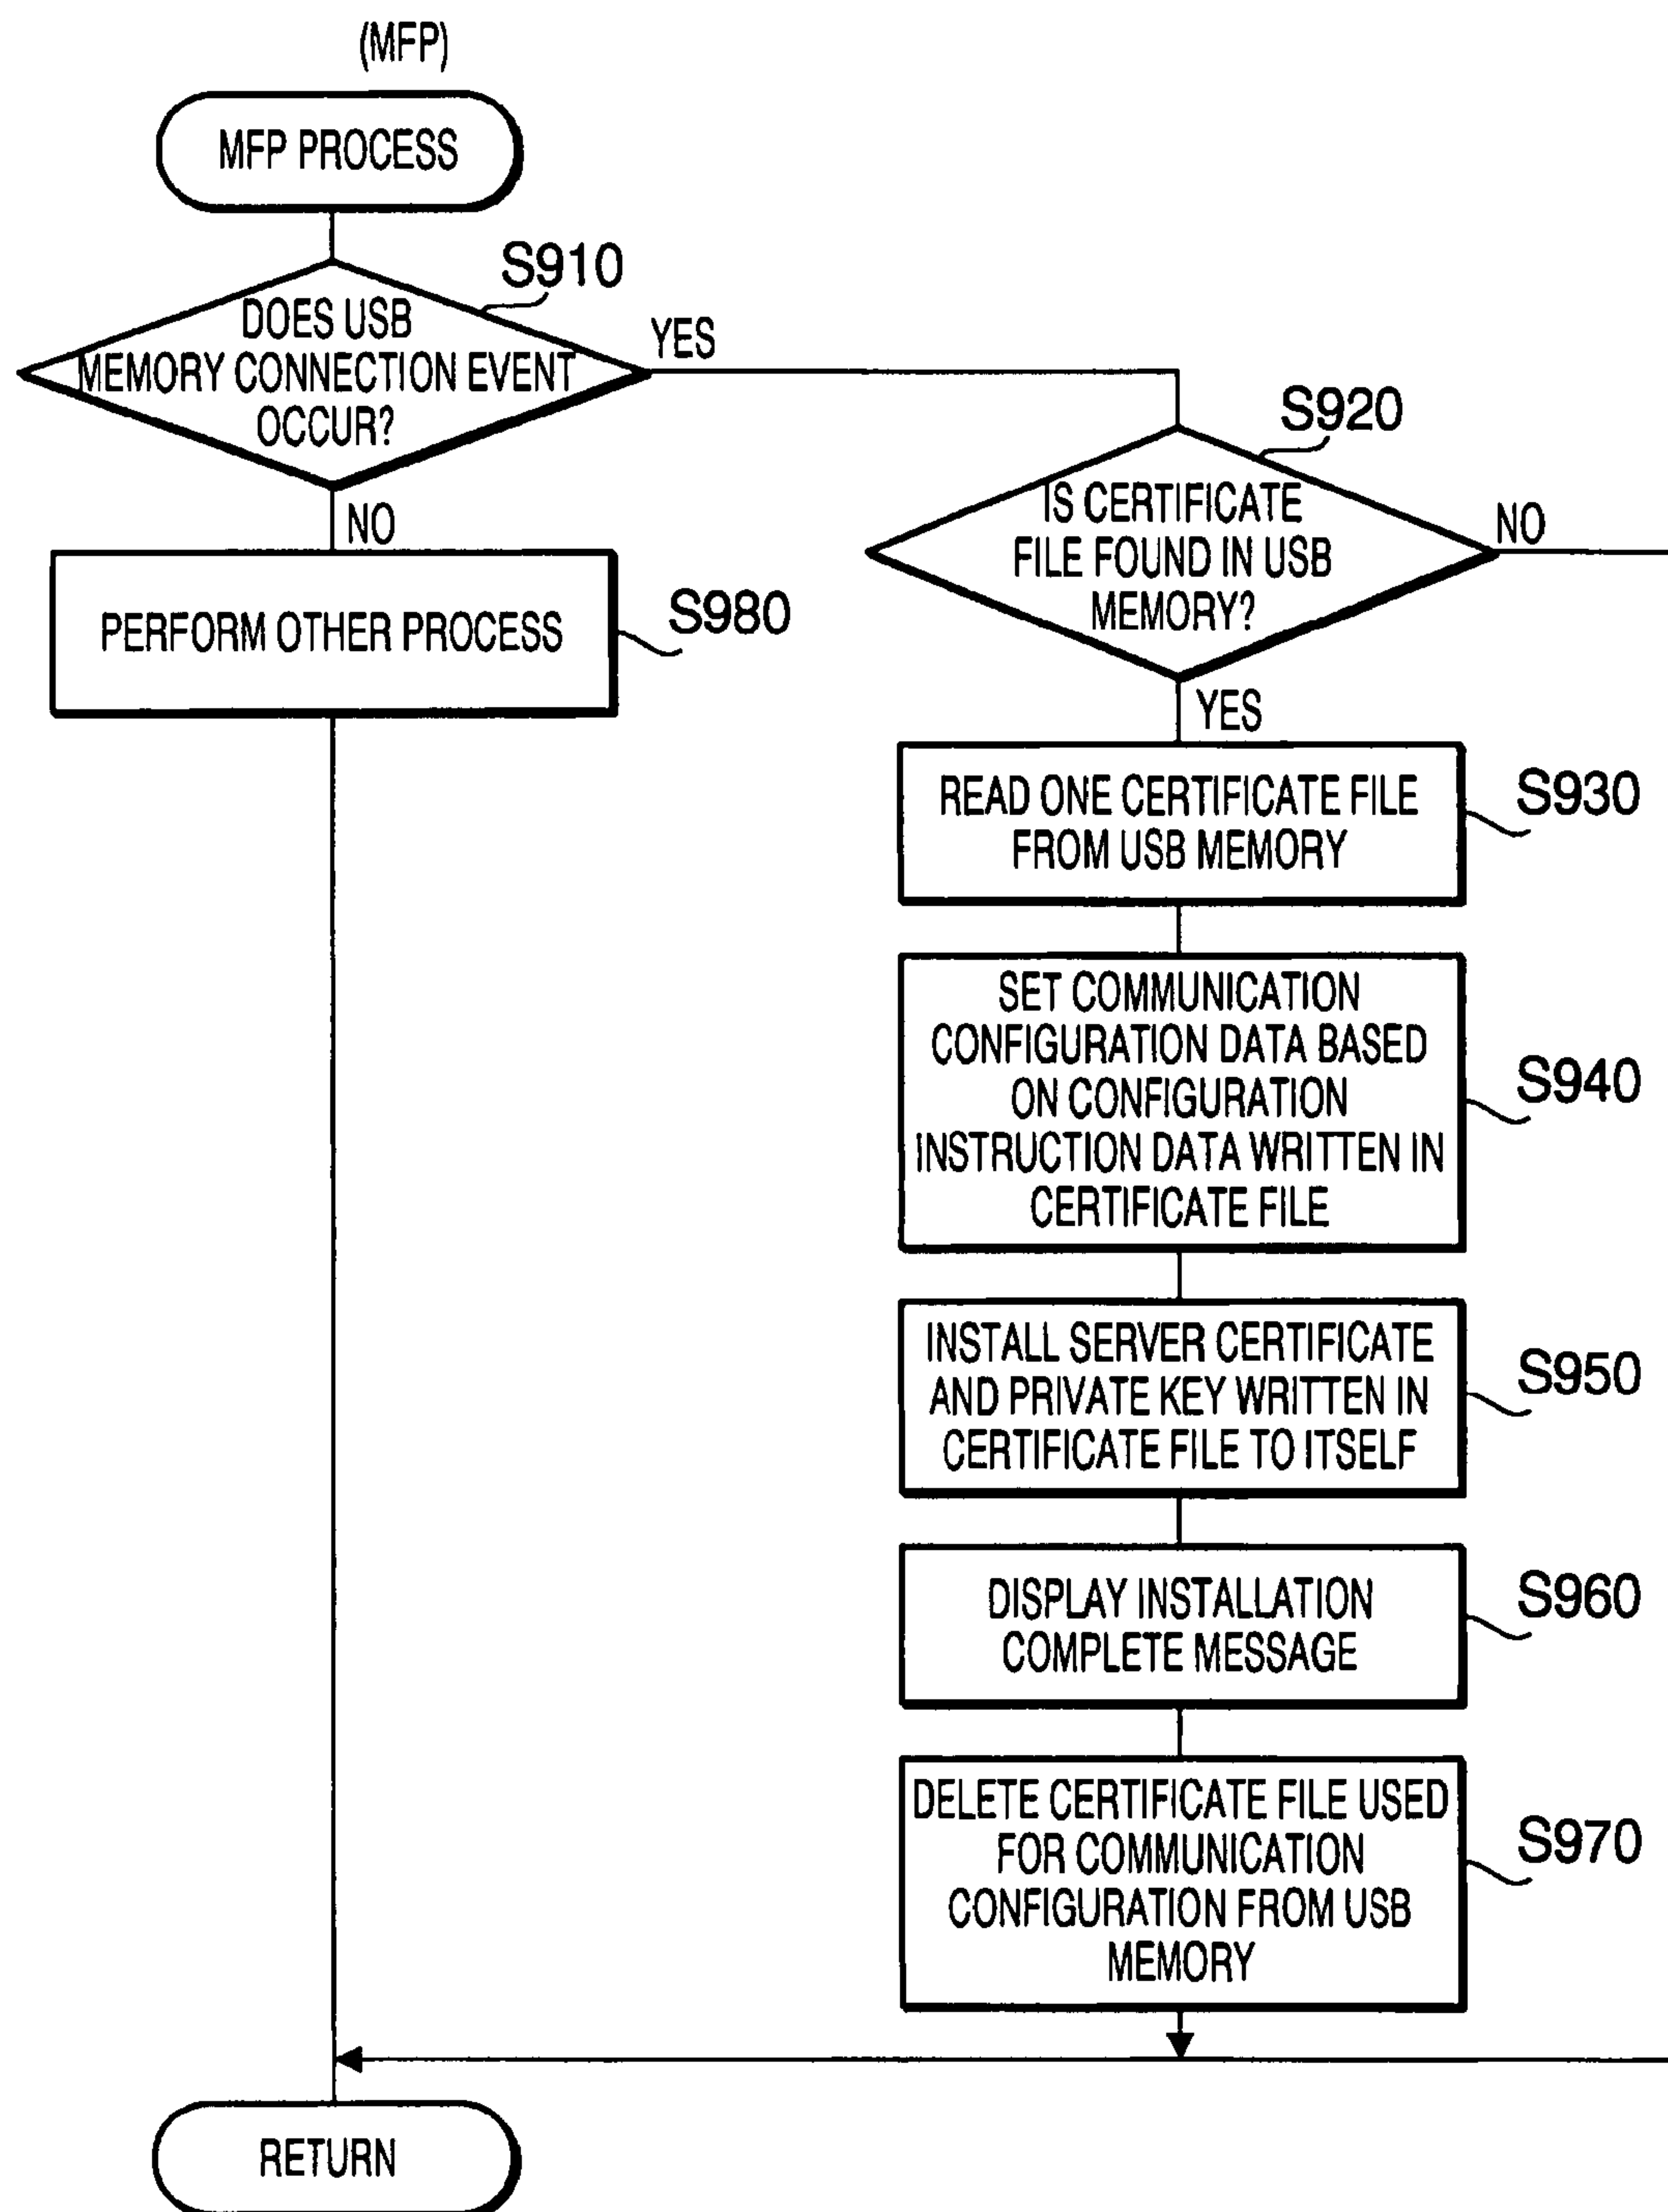 (MFP)
MFP PROCESS
S910
DOES USB
MEMORY CONNECTION EVENT
OCCUR?
YES
NO
PERFORM OTHER PROCESS
S980
S920
IS CERTIFICATE
FILE FOUND IN USB
MEMORY?
NO
YES
READ ONE CERTIFICATE FILE
FROM USB MEMORY
S930
SET COMMUNICATION
CONFIGURATION DATA BASED
ON CONFIGURATION
INSTRUCTION DATA WRITTEN IN
CERTIFICATE FILE
S940
INSTALL SERVER CERTIFICATE
AND PRIVATE KEY WRITTEN IN
CERTIFICATE FILE TO ITSELF
S950
DISPLAY INSTALLATION
COMPLETE MESSAGE
S960
DELETE CERTIFICATE FILE USED
FOR COMMUNICATION
CONFIGURATION FROM USB
MEMORY
S970
RETURN